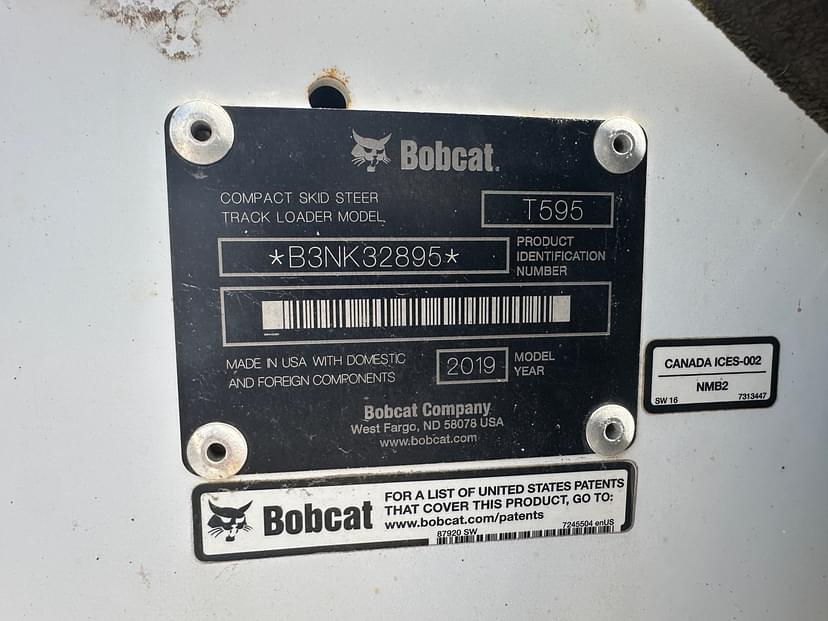 Bobcat
COMPACT SKID STEER
TRACK LOADER MODEL
T595
*B3NK32895*
PRODUCT
IDENTIFICATION
NUMBER
MADE IN USA WITH DOMESTIC
AND FOREIGN COMPONENTS
2019
MODEL
YEAR
Bobcat Company
West Fargo, ND 58078 USA
www.bobcat.com
CANADA ICES-002
NMB2
SW 16
7313447
Bobcat
FOR A LIST OF UNITED STATES PATENTS
THAT COVER THIS PRODUCT, GO TO:
www.bobcat.com/patents
87920 SW
7245504 enUS